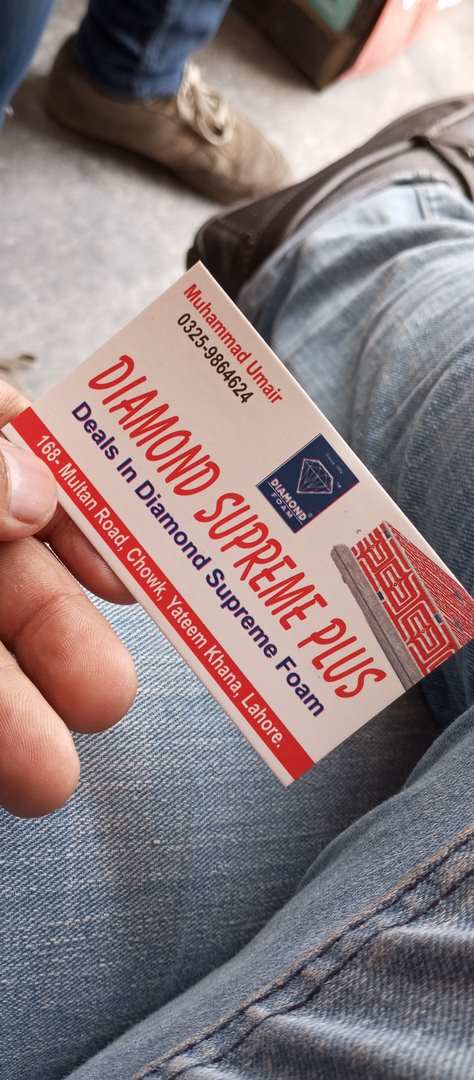 Muhammad Umair
0325-9864624
DIAMOND
FOAM
DIAMOND SUPREME PLUS
Deals In Diamond Supreme Foam
168- Multan Road, Chowk, Yateem Khana, Lahore.